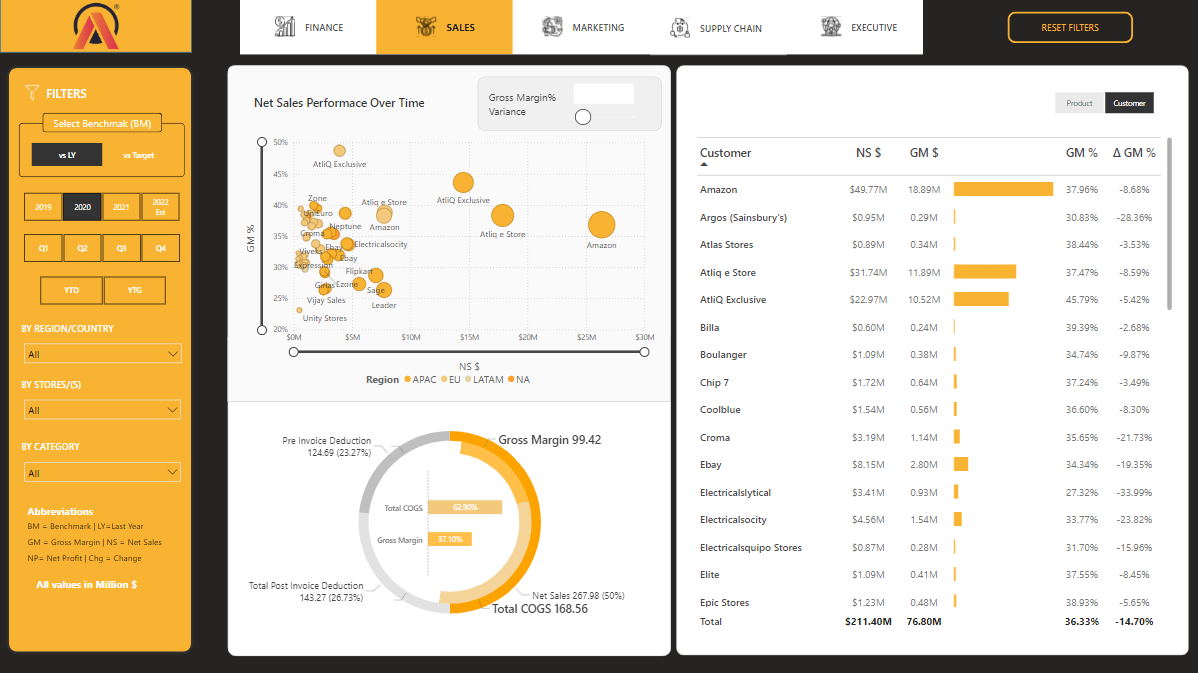 FINANCE
SALES
MARKETING
SUPPLY CHAIN
EXECUTIVE
RESET FILTERS
FILTERS
Select Benchmak (BM)
vs LY
vs Target
2019
2020
2021
2022
Est
Q1
Q2
Q3
Q4
YTD
YTG
BY REGION/COUNTRY
All
BY STORES/(S)
All
BY CATEGORY
All
Abbreviations
BM = Benchmark | LY=Last Year
GM = Gross Margin | NS = Net Sales
NP= Net Profit | Chg = Change
All values in Million $
Net Sales Performace Over Time
Gross Margin%
Variance
GM %
50%
45%
40%
35%
30%
25%
20%
AtliQ Exclusive
AtliQ Exclusive
Zone
Atliq e Store
Uniuro
Neptune
Amazon
Atliq e Store
Croma
Electricalsocity
Amazon
Viveks
Ebay
Ebay
Expression
Flipkart
Girias
Ezone
Sage
Vijay Sales
Leader
Unity Stores
$0M
$5M
$10M
$15M
$20M
$25M
$30M
NS $
Region
APAC
EU
LATAM
NA
Pre Invoice Deduction
124.69 (23.27%)
Gross Margin 99.42
Total COGS
62.90%
Gross Margin
37.10%
Total Post Invoice Deduction
143.27 (26.73%)
Net Sales 267.98 (50%)
Total COGS 168.56
Product
Customer
Customer NS $ GM $ GM % Δ GM %
Amazon $49.77M 18.89M 37.96% -8.68%
Argos (Sainsbury's) $0.95M 0.29M 30.83% -28.36%
Atlas Stores $0.89M 0.34M 38.44% -3.53%
Atliq e Store $31.74M 11.89M 37.47% -8.59%
AtliQ Exclusive $22.97M 10.52M 45.79% -5.42%
Billa $0.60M 0.24M 39.39% -2.68%
Boulanger $1.09M 0.38M 34.74% -9.87%
Chip 7 $1.72M 0.64M 37.24% -3.49%
Coolblue $1.54M 0.56M 36.60% -8.30%
Croma $3.19M 1.14M 35.65% -21.73%
Ebay $8.15M 2.80M 34.34% -19.35%
Electricalslytical $3.41M 0.93M 27.32% -33.99%
Electricalsocity $4.56M 1.54M 33.77% -23.82%
Electricalsquipo Stores $0.87M 0.28M 31.70% -15.96%
Elite $1.09M 0.41M 37.55% -8.45%
Epic Stores $1.23M 0.48M 38.93% -5.65%
Total $211.40M 76.80M 36.33% -14.70%